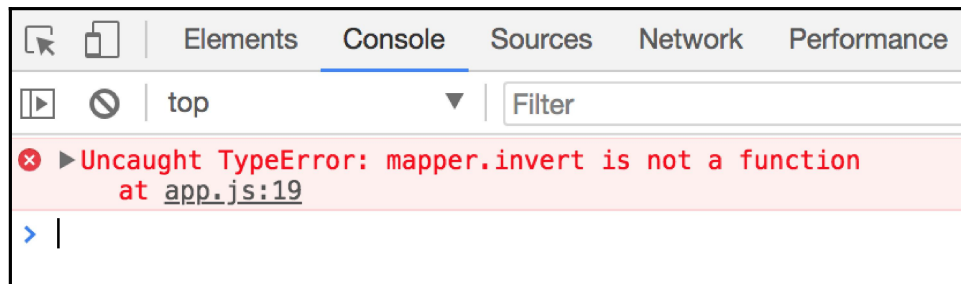 Elements Console Sources Network Performance
top Filter
Uncaught TypeError: mapper.invert is not a function
at app.js:19